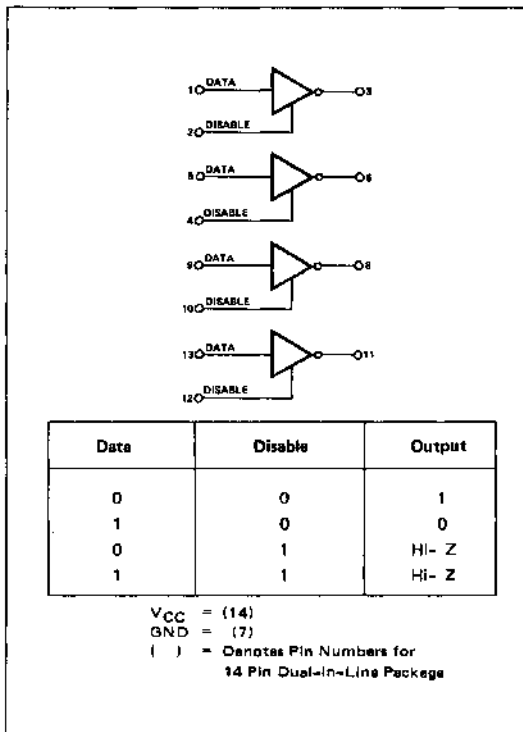 1 DATA 3
2 DISABLE
5 DATA 6
4 DISABLE
9 DATA 8
10 DISABLE
13 DATA 11
12 DISABLE
Data Disable Output
0 0 1
1 0 0
0 1 Hi- Z
1 1 Hi- Z
VCC = (14)
GND = (7)
( ) = Denotes Pin Numbers for
14 Pin Dual-in-Line Package